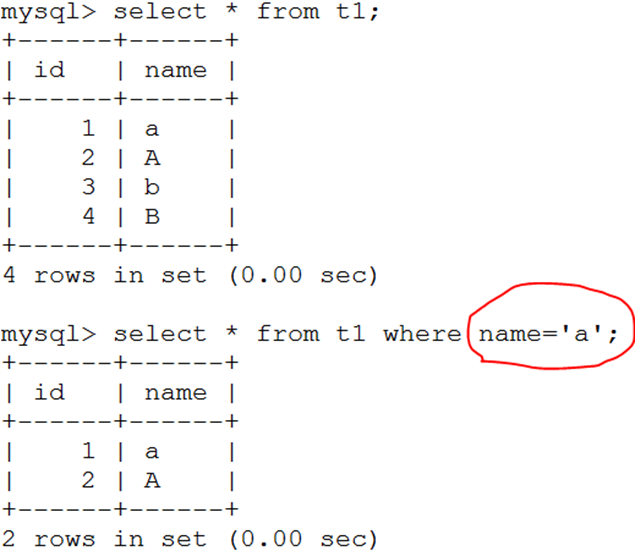 mysql> select * from t1;
+------+------+
| id   | name |
+------+------+
|    1 | a    |
|    2 | A    |
|    3 | b    |
|    4 | B    |
+------+------+
4 rows in set (0.00 sec)
mysql> select * from t1 where name='a';
+------+------+
| id   | name |
+------+------+
|    1 | a    |
|    2 | A    |
+------+------+
2 rows in set (0.00 sec)